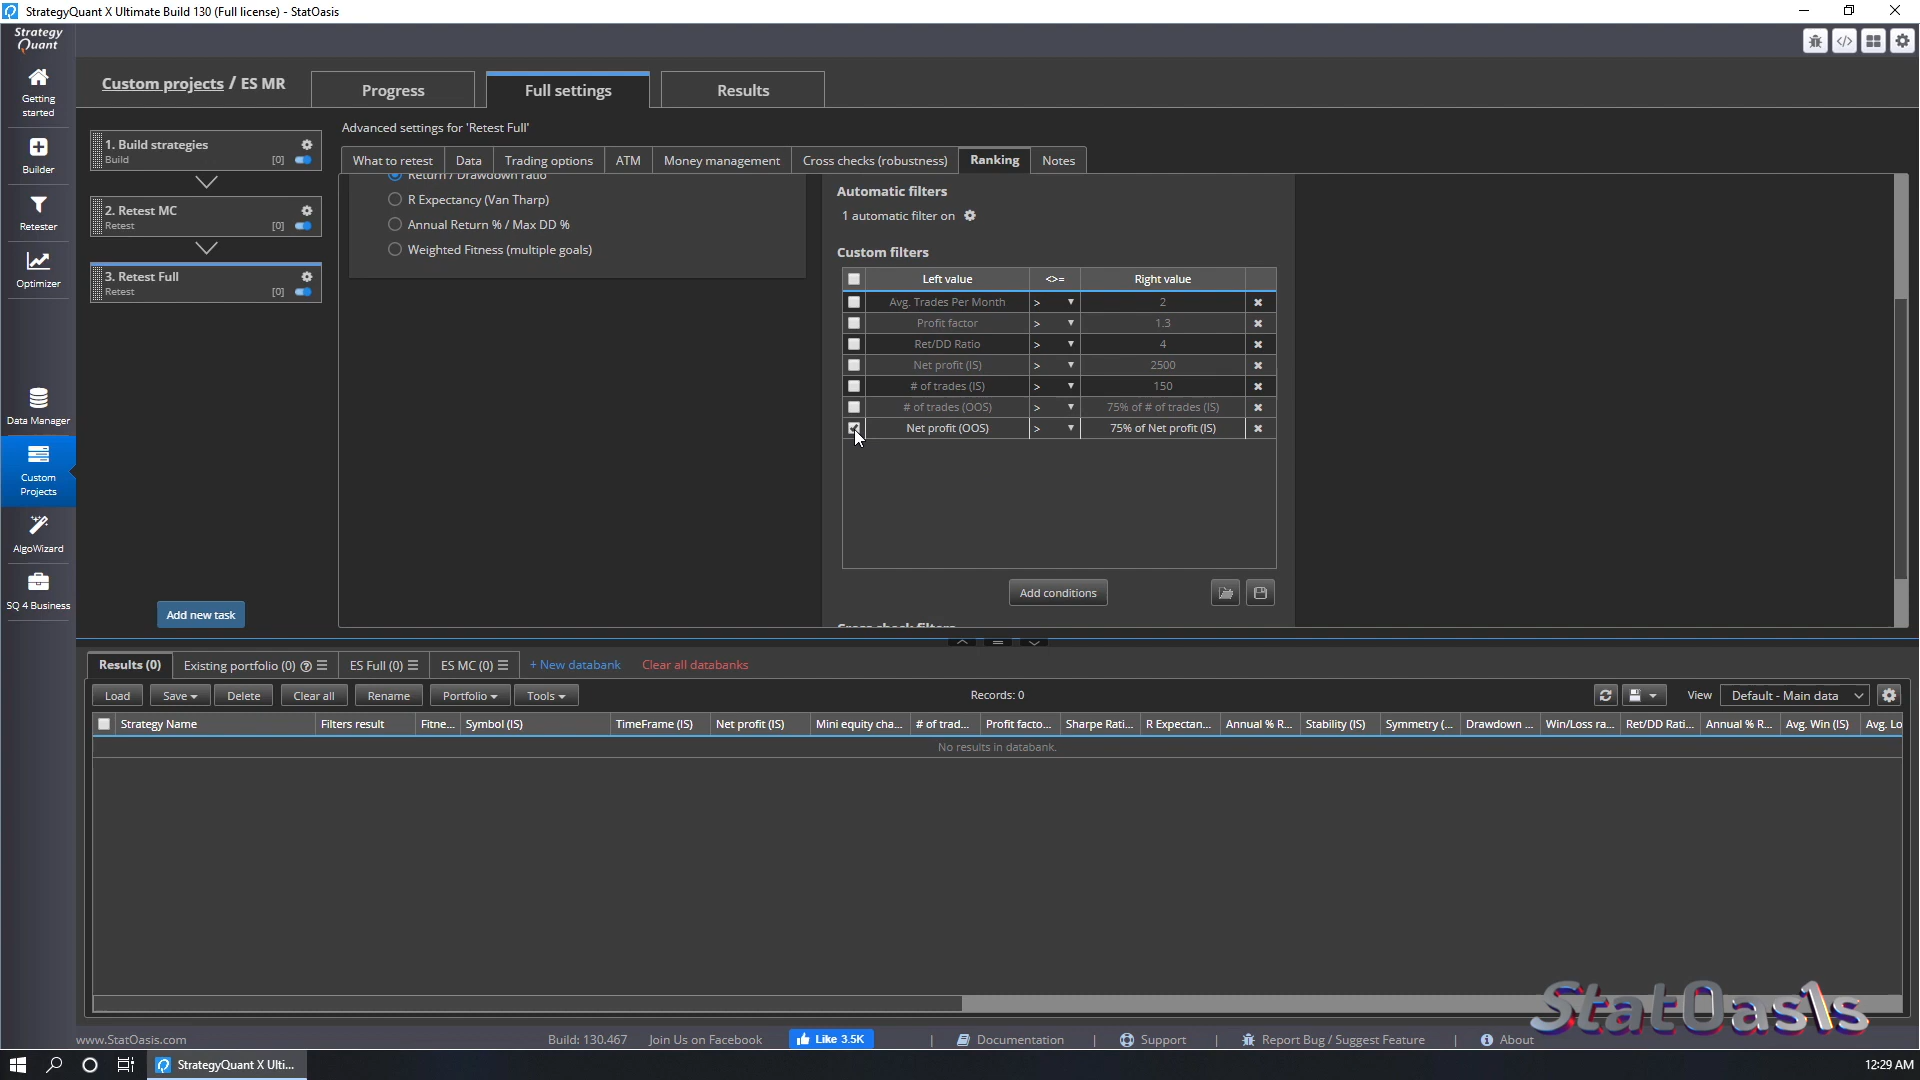 StrategyQuant X Ultimate Build 130 (Full license) - StatOasis
Strategy
Quant
Getting
started
Builder
Retester
Optimizer
Data Manager
Custom
Projects
AlgoWizard
SQ 4 Business
Custom projects / ES MR
Progress
Full settings
Results
1. Build strategies
Build [0]
2. Retest MC
Retest [0]
3. Retest Full
Retest [0]
Add new task
Advanced settings for 'Retest Full'
What to retest
Data
Trading options
ATM
Money management
Cross checks (robustness)
Ranking
Notes
Return / Drawdown ratio
R Expectancy (Van Tharp)
Annual Return % / Max DD %
Weighted Fitness (multiple goals)
Automatic filters
1 automatic filter on
Custom filters
Left value <>= Right value
Avg. Trades Per Month > 2
Profit factor > 1.3
Ret/DD Ratio > 4
Net profit (IS) > 2500
# of trades (IS) > 150
# of trades (OOS) > 75% of # of trades (IS)
Net profit (OOS) > 75% of Net profit (IS)
Add conditions
Cross check filters
Results (0)
Existing portfolio (0)
ES Full (0)
ES MC (0)
+ New databank
Clear all databanks
Load
Save
Delete
Clear all
Rename
Portfolio
Tools
Records: 0
View
Default - Main data
Strategy Name
Filters result
Fitne...
Symbol (IS)
TimeFrame (IS)
Net profit (IS)
Mini equity cha...
# of trad...
Profit facto...
Sharpe Rati...
R Expectan...
Annual % R...
Stability (IS)
Symmetry (...
Drawdown ...
Win/Loss ra...
Ret/DD Rati...
Annual % R...
Avg. Win (IS)
Avg. Lo
No results in databank.
StatOasis
www.StatOasis.com
Build: 130.467
Join Us on Facebook
Like 3.5K
Documentation
Support
Report Bug / Suggest Feature
About
StrategyQuant X Ulti...
12:29 AM